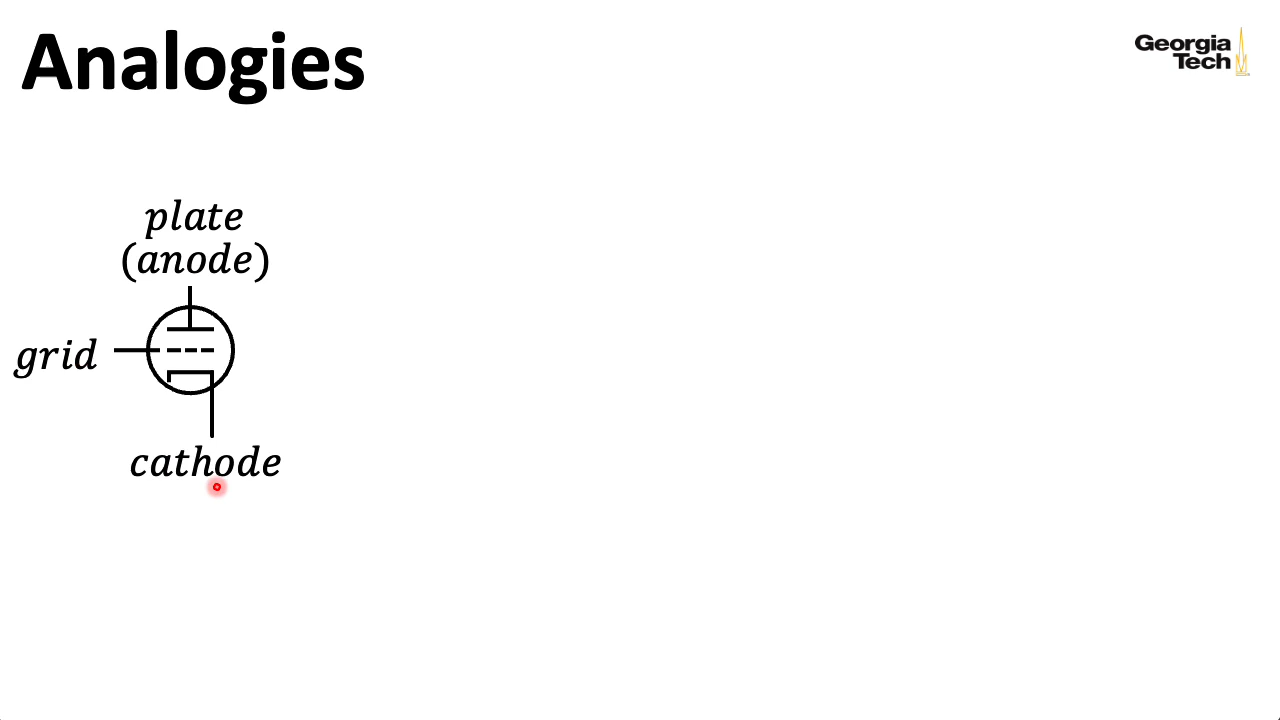 Analogies
Georgia
Tech
plate
(anode)
grid
cathode